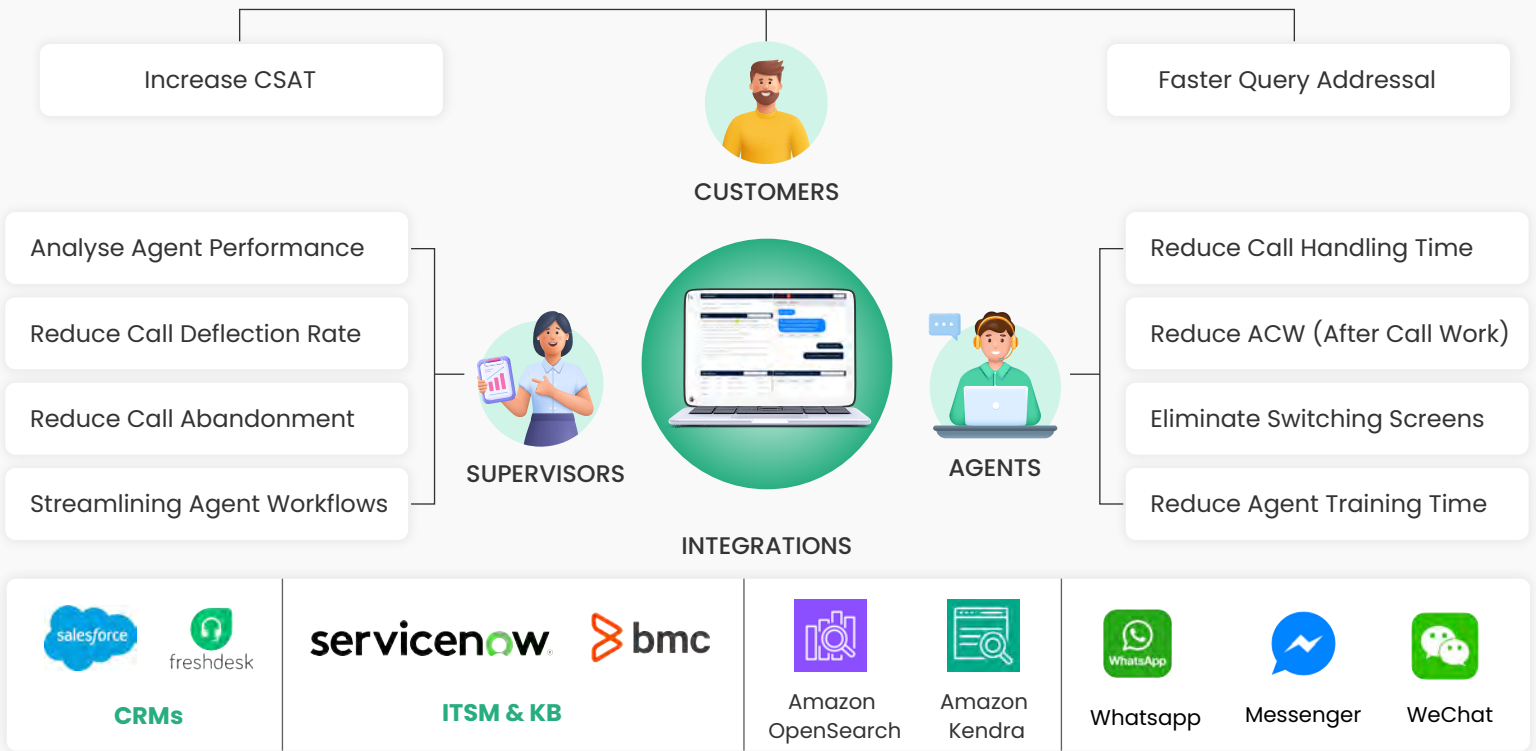 Increase CSAT
Faster Query Addressal
CUSTOMERS
Analyse Agent Performance
Reduce Call Deflection Rate
Reduce Call Abandonment
Streamlining Agent Workflows
SUPERVISORS
AGENTS
Reduce Call Handling Time
Reduce ACW (After Call Work)
Eliminate Switching Screens
Reduce Agent Training Time
INTEGRATIONS
salesforce
freshdesk
CRMs
servicenow
bmc
ITSM & KB
Amazon
OpenSearch
Amazon
Kendra
WhatsApp
Whatsapp
Messenger
WeChat